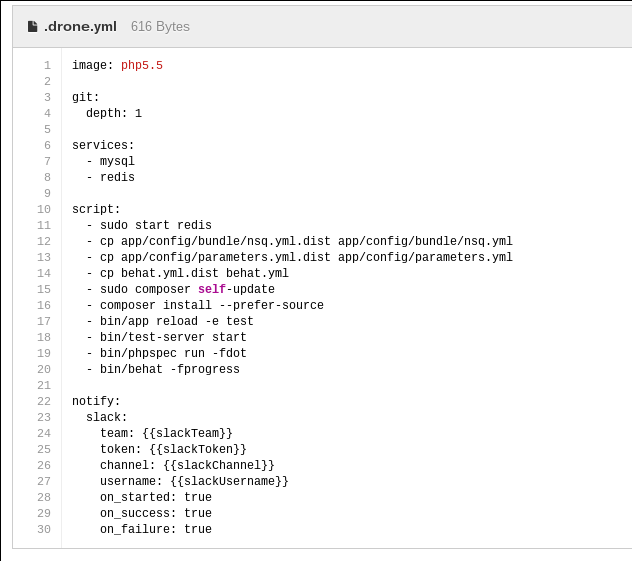 .drone.yml 616 Bytes
1 image: php5.5
2
3 git:
4   depth: 1
5
6 services:
7   - mysql
8   - redis
9
10 script:
11   - sudo start redis
12   - cp app/config/bundle/nsq.yml.dist app/config/bundle/nsq.yml
13   - cp app/config/parameters.yml.dist app/config/parameters.yml
14   - cp behat.yml.dist behat.yml
15   - sudo composer self-update
16   - composer install --prefer-source
17   - bin/app reload -e test
18   - bin/test-server start
19   - bin/phpspec run -fdot
20   - bin/behat -fprogress
21
22 notify:
23   slack:
24     team: {{slackTeam}}
25     token: {{slackToken}}
26     channel: {{slackChannel}}
27     username: {{slackUsername}}
28     on_started: true
29     on_success: true
30     on_failure: true